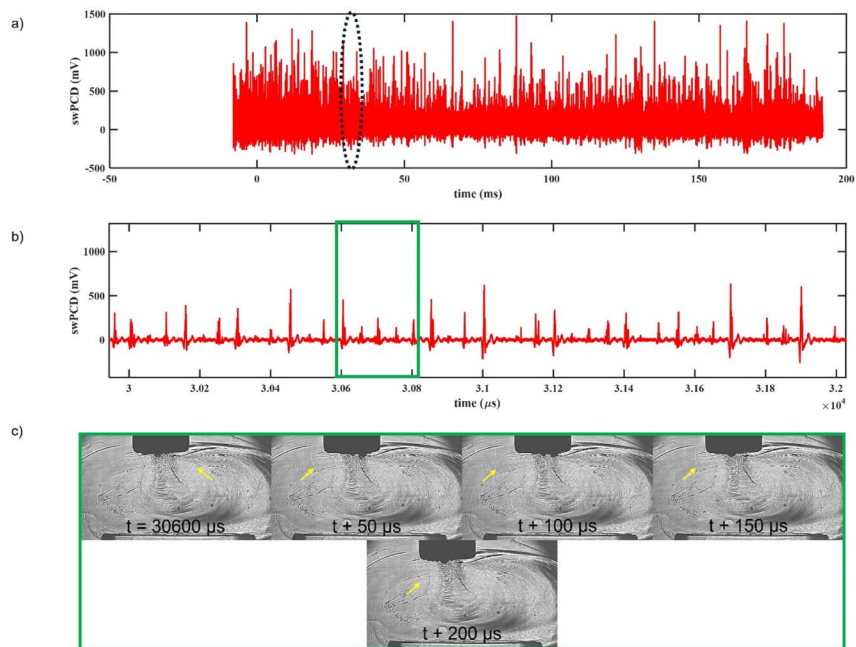 a)
1500
1000
500
0
-500
swPCD (mV)
-50 0 50 100 150 200
time (ms)
b)
1000
500
0
swPCD (mV)
3 3.02 3.04 3.06 3.08 3.1 3.12 3.14 3.16 3.18 3.2
time (μs)
×10⁴
c)
t = 30600 μs t + 50 μs t + 100 μs t + 150 μs
t + 200 μs